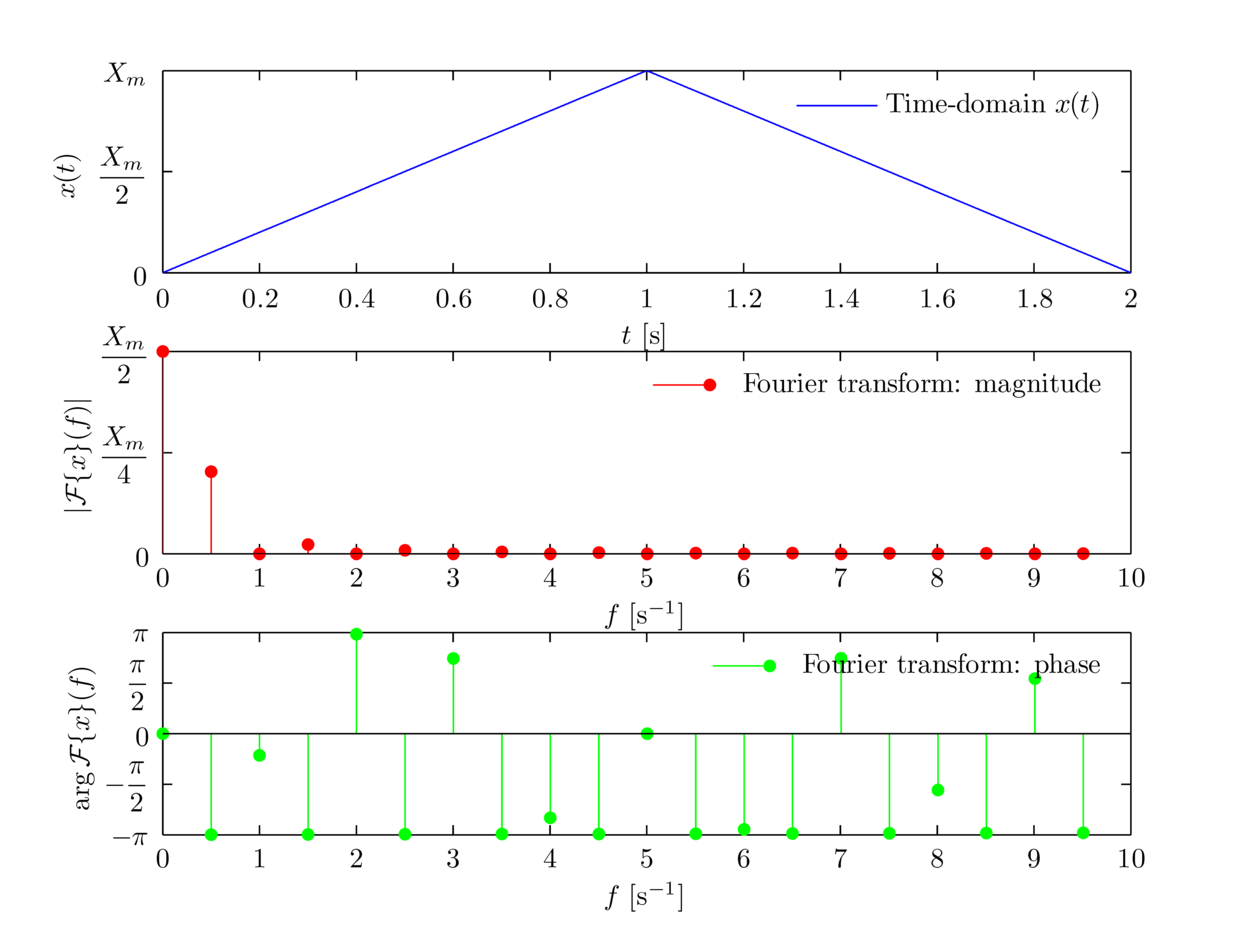 X_m
Time-domain x(t)
x(t)
X_m/2
0
0 0.2 0.4 0.6 0.8 1 1.2 1.4 1.6 1.8 2
t [s]
X_m/2
Fourier transform: magnitude
|ℱ{x}(f)|
X_m/4
0
0 1 2 3 4 5 6 7 8 9 10
f [s⁻¹]
π
Fourier transform: phase
π/2
arg ℱ{x}(f)
0
−π/2
−π
0 1 2 3 4 5 6 7 8 9 10
f [s⁻¹]